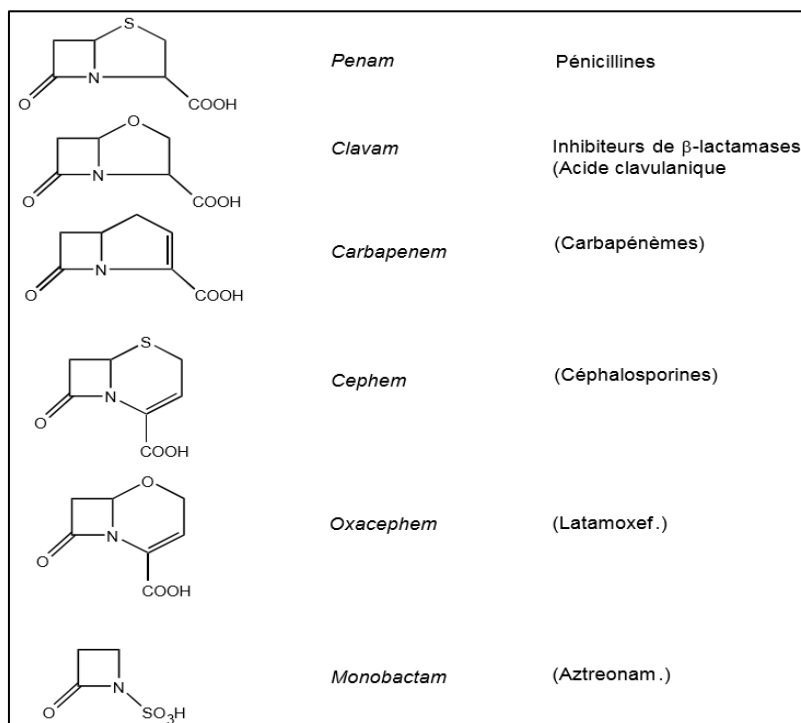 S
N
O
COOH
Penam
Pénicillines
O
N
O
COOH
Clavam
Inhibiteurs de β-lactamases
(Acide clavulanique
N
O
COOH
Carbapenem
(Carbapénèmes)
S
N
O
COOH
Cephem
(Céphalosporines)
O
N
O
COOH
Oxacephem
(Latamoxef.)
N
O
SO3H
Monobactam
(Aztreonam.)